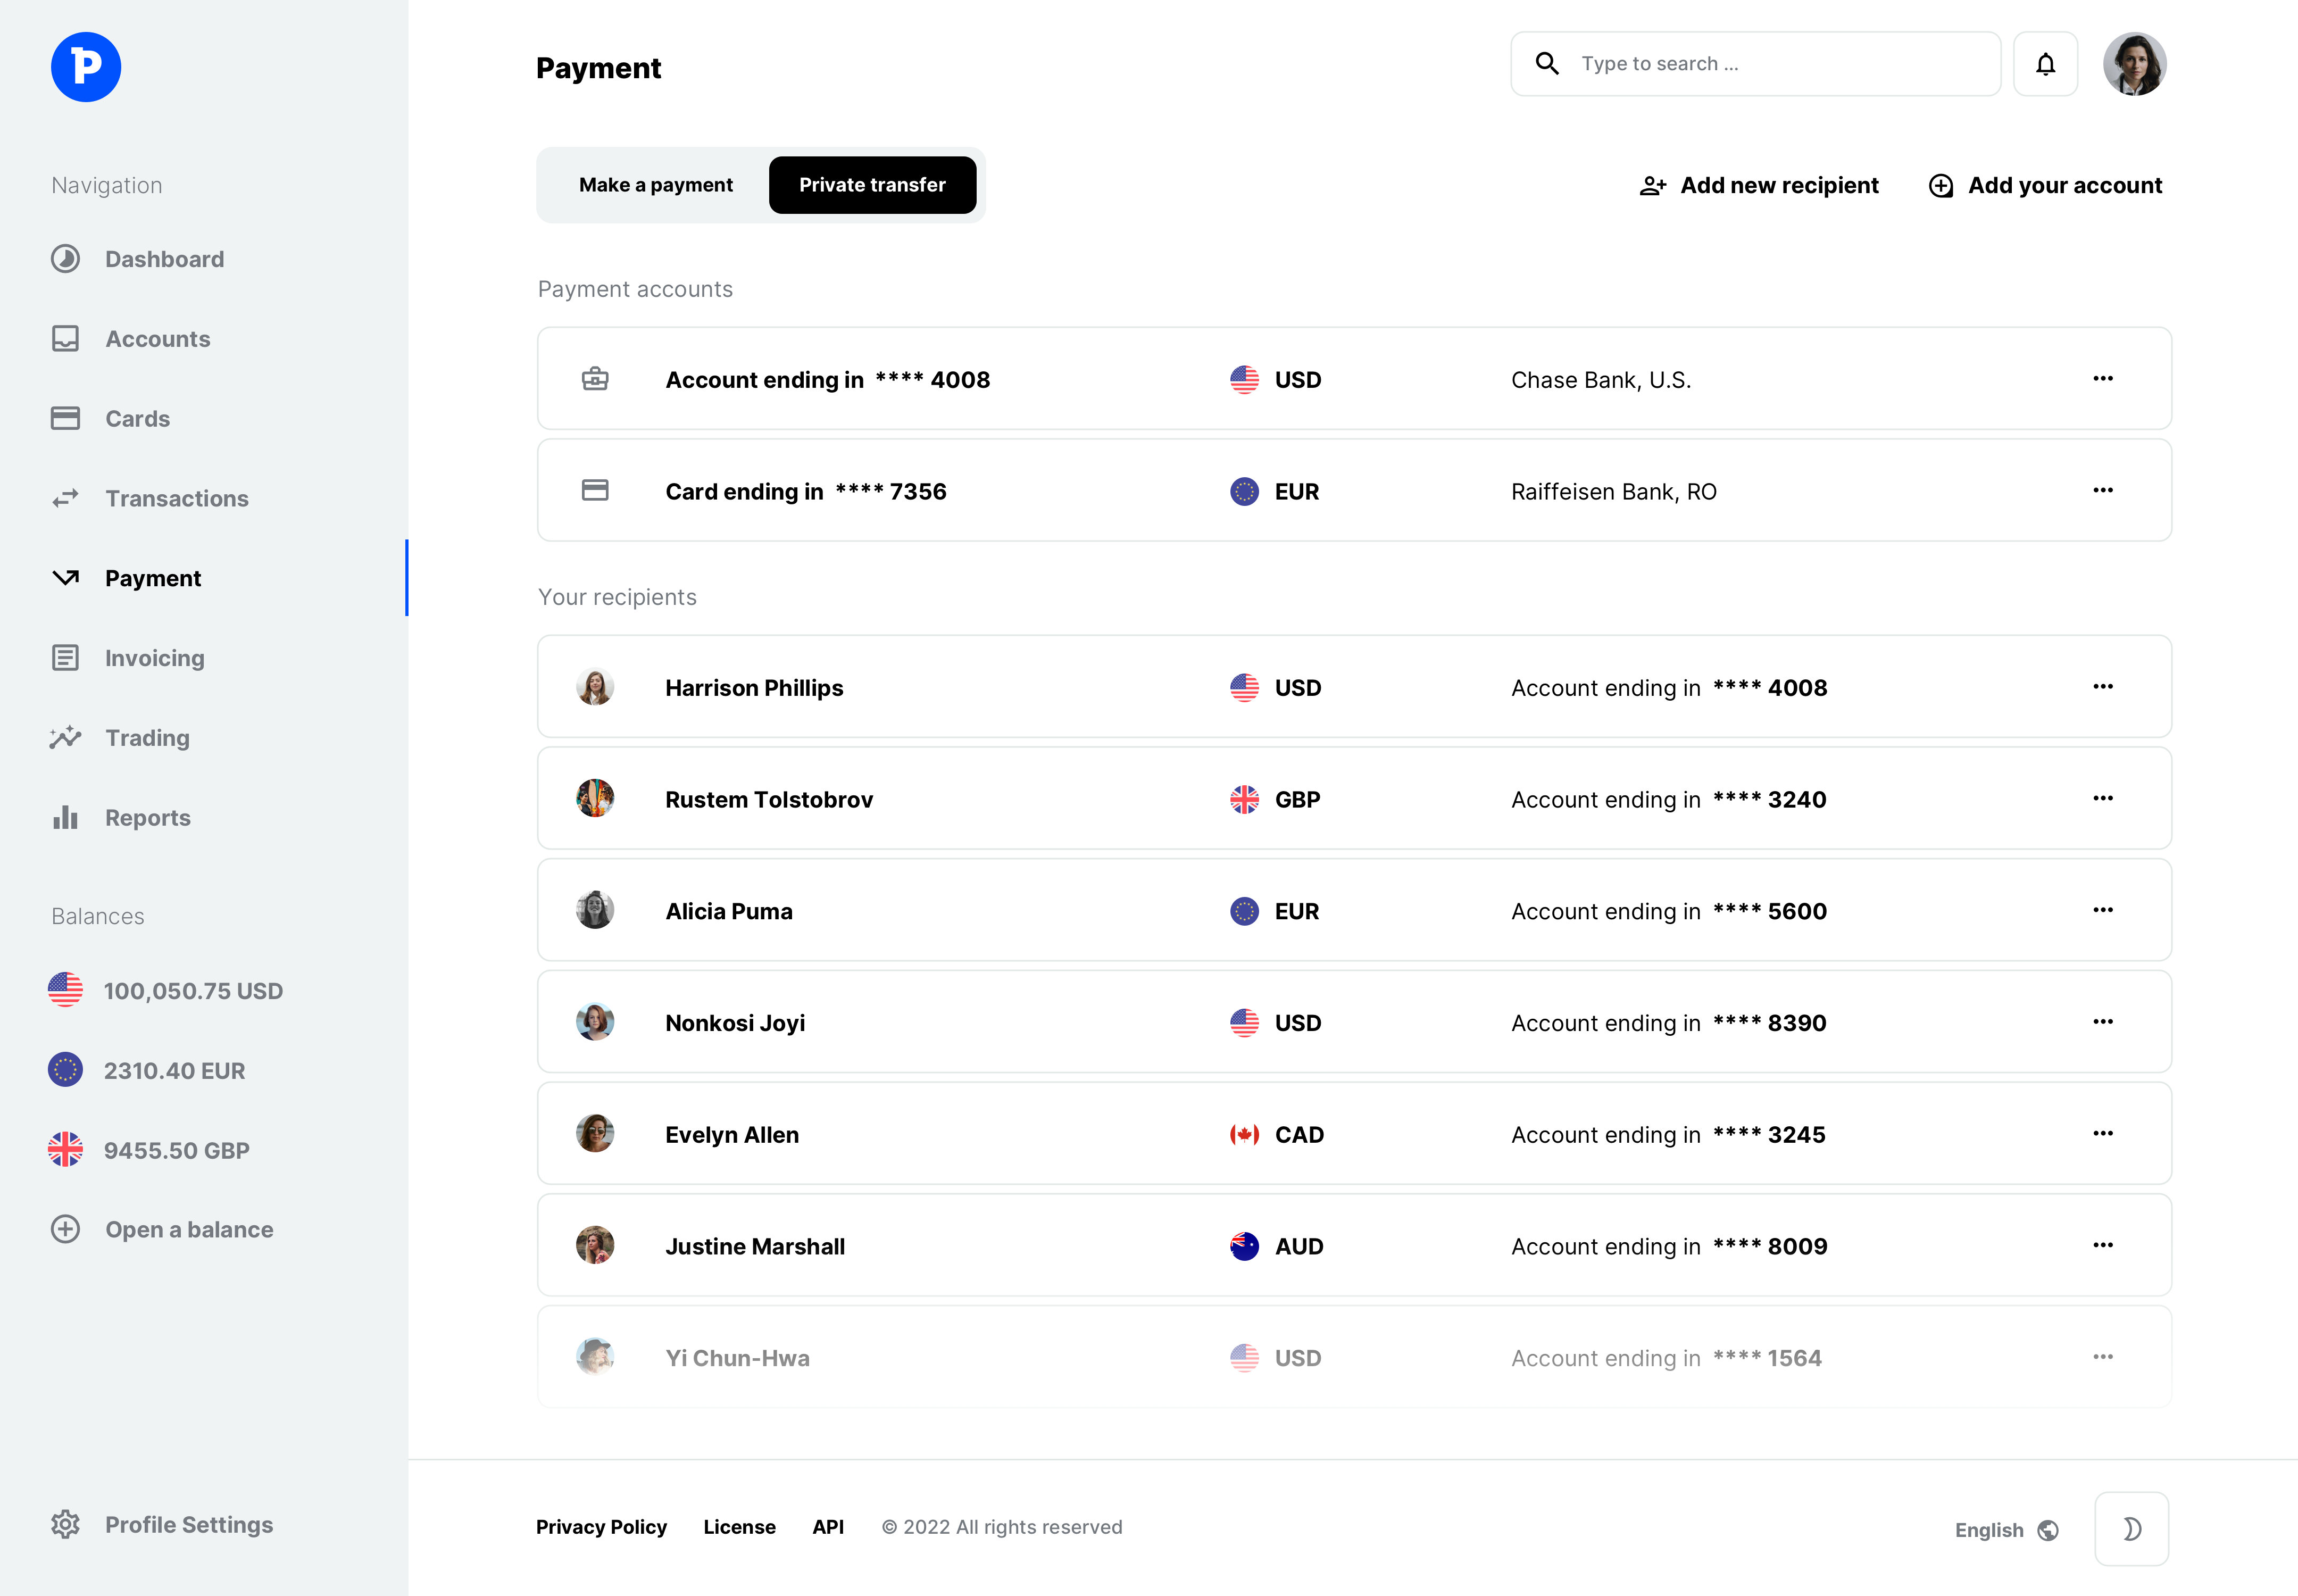 P
Navigation
Dashboard
Accounts
Cards
Transactions
Payment
Invoicing
Trading
Reports
Balances
100,050.75 USD
2310.40 EUR
9455.50 GBP
Open a balance
Profile Settings
Payment
Type to search ...
Make a payment
Private transfer
Add new recipient
Add your account
Payment accounts
Account ending in **** 4008 USD Chase Bank, U.S.
Card ending in **** 7356 EUR Raiffeisen Bank, RO
Your recipients
Harrison Phillips USD Account ending in **** 4008
Rustem Tolstobrov GBP Account ending in **** 3240
Alicia Puma EUR Account ending in **** 5600
Nonkosi Joyi USD Account ending in **** 8390
Evelyn Allen CAD Account ending in **** 3245
Justine Marshall AUD Account ending in **** 8009
Yi Chun-Hwa USD Account ending in **** 1564
Privacy Policy License API © 2022 All rights reserved
English